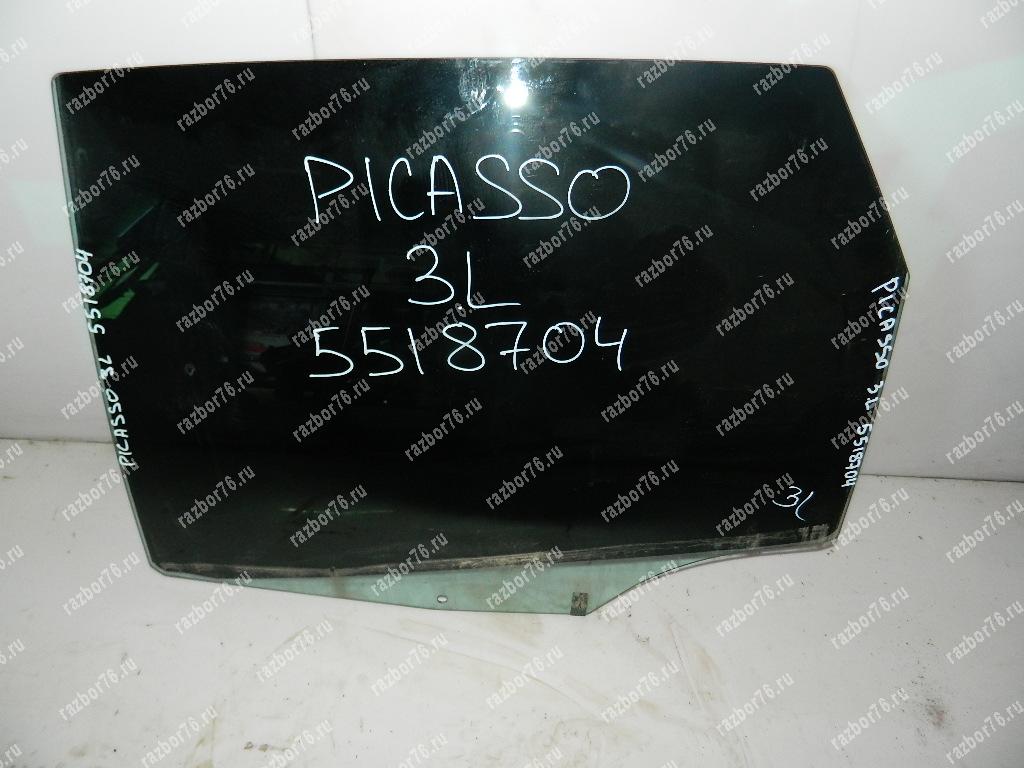 PICASSO
3L
5518704
PICASSO 3L 5518704
PICASSO 3L 5518704
3L
razbor76.ru